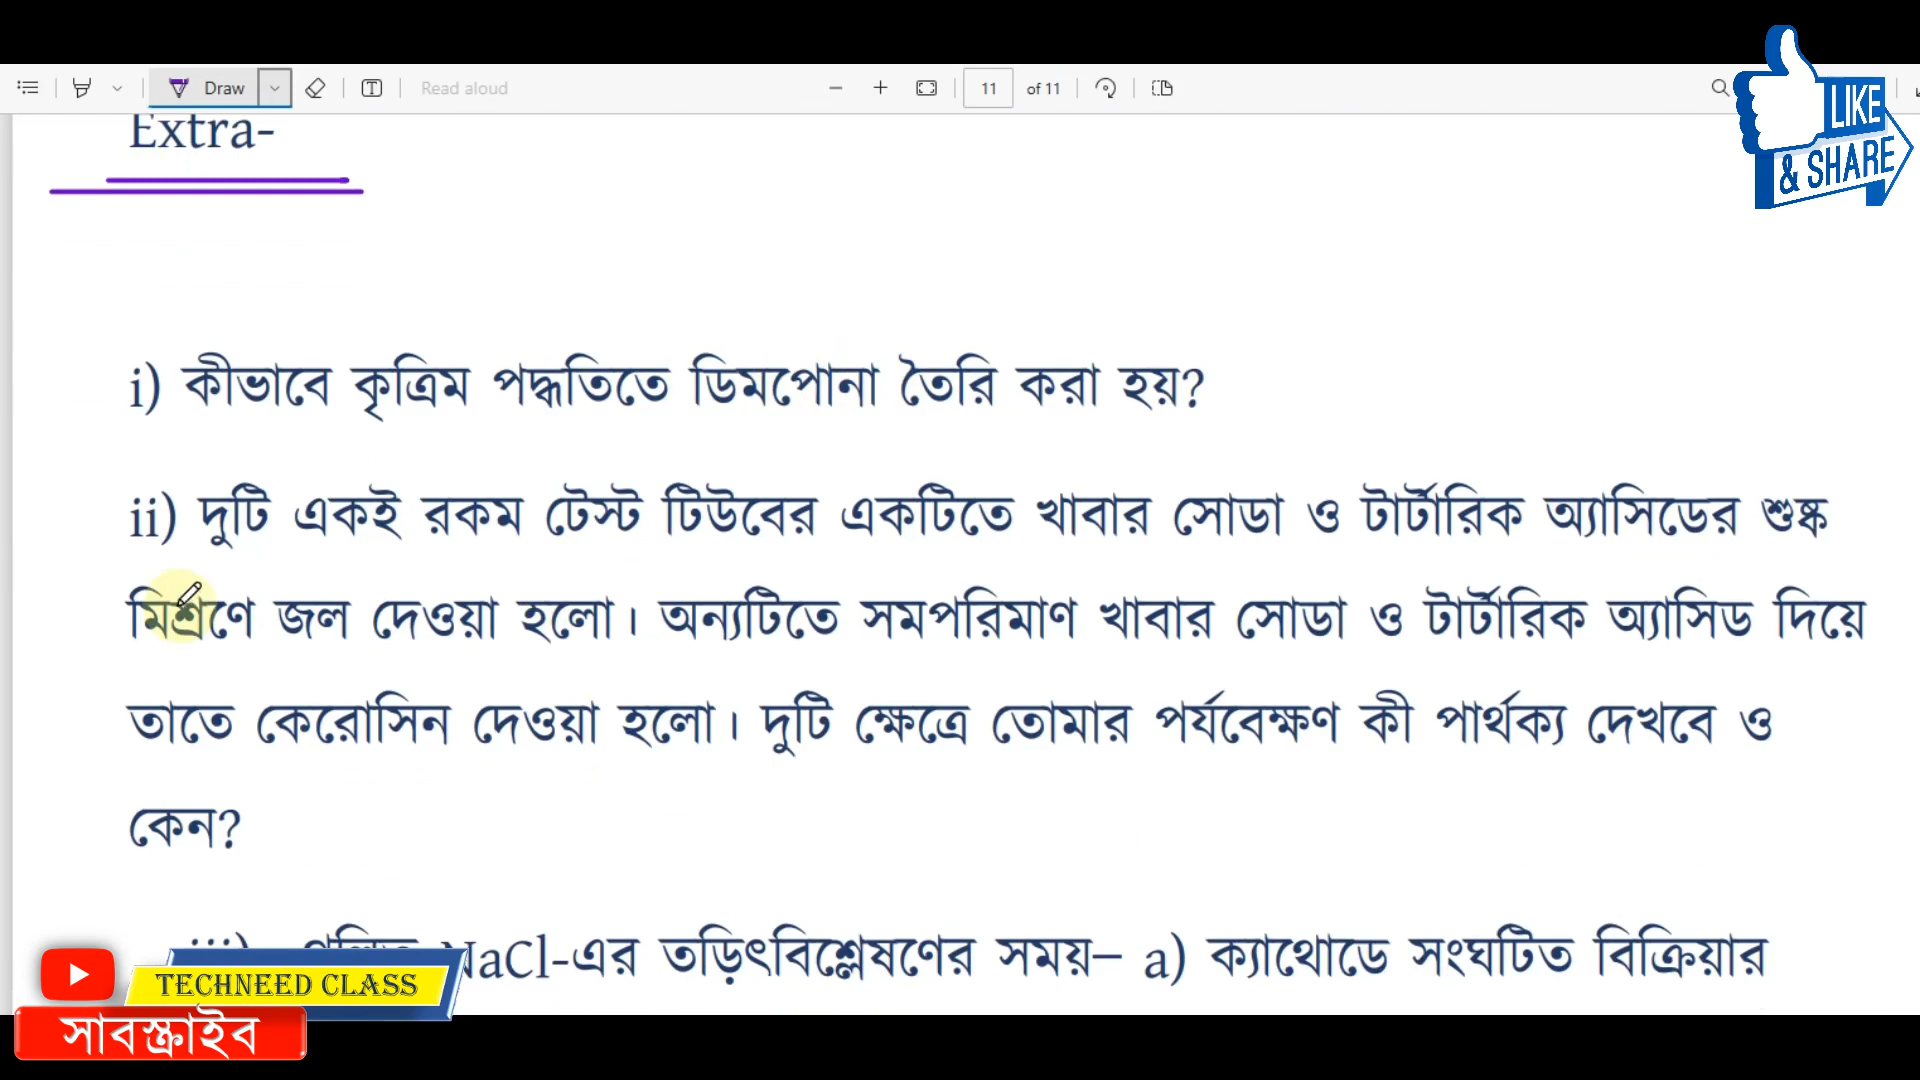 Draw
Read aloud
11 of 11
LIKE
& SHARE
Extra-
i) কীভাবে কৃত্রিম পদ্ধতিতে ডিমপোনা তৈরি করা হয়?
ii) দুটি একই রকম টেস্ট টিউবের একটিতে খাবার সোডা ও টার্টারিক অ্যাসিডের শুষ্ক
মিশ্রণে জল দেওয়া হলো। অন্যটিতে সমপরিমাণ খাবার সোডা ও টার্টারিক অ্যাসিড দিয়ে
তাতে কেরোসিন দেওয়া হলো। দুটি ক্ষেত্রে তোমার পর্যবেক্ষণ কী পার্থক্য দেখবে ও
কেন?
iii) NaCl-এর তড়িৎবিশ্লেষণের সময়– a) ক্যাথোডে সংঘটিত বিক্রিয়ার
TECHNEED CLASS
সাবস্ক্রাইব